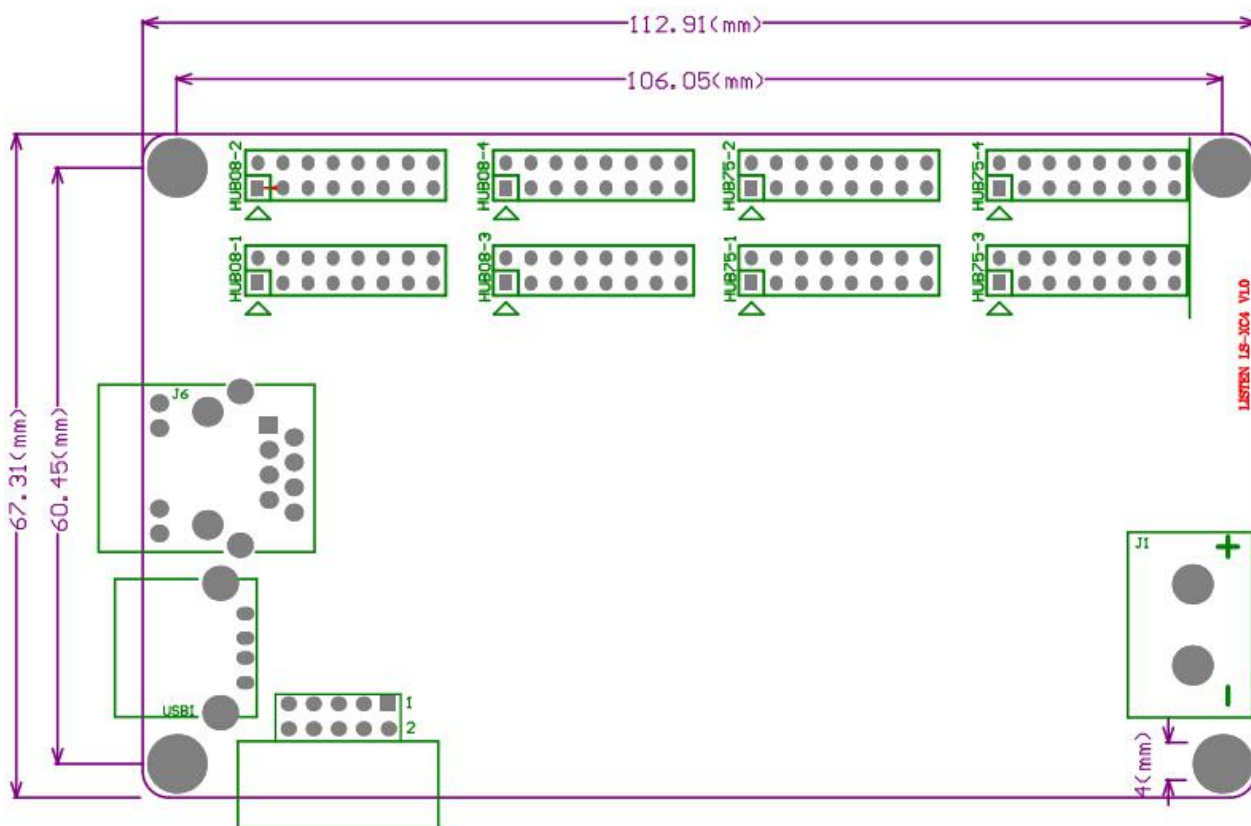 112.91(mm)
106.05(mm)
HUB08-2
HUB08-4
HUB75-2
HUB75-4
HUB08-1
HUB08-3
HUB75-1
HUB75-3
LISTEN LS-XC4 V1.0
67.31(mm)
60.45(mm)
J6
J1
+
-
USB1
1
2
4(mm)